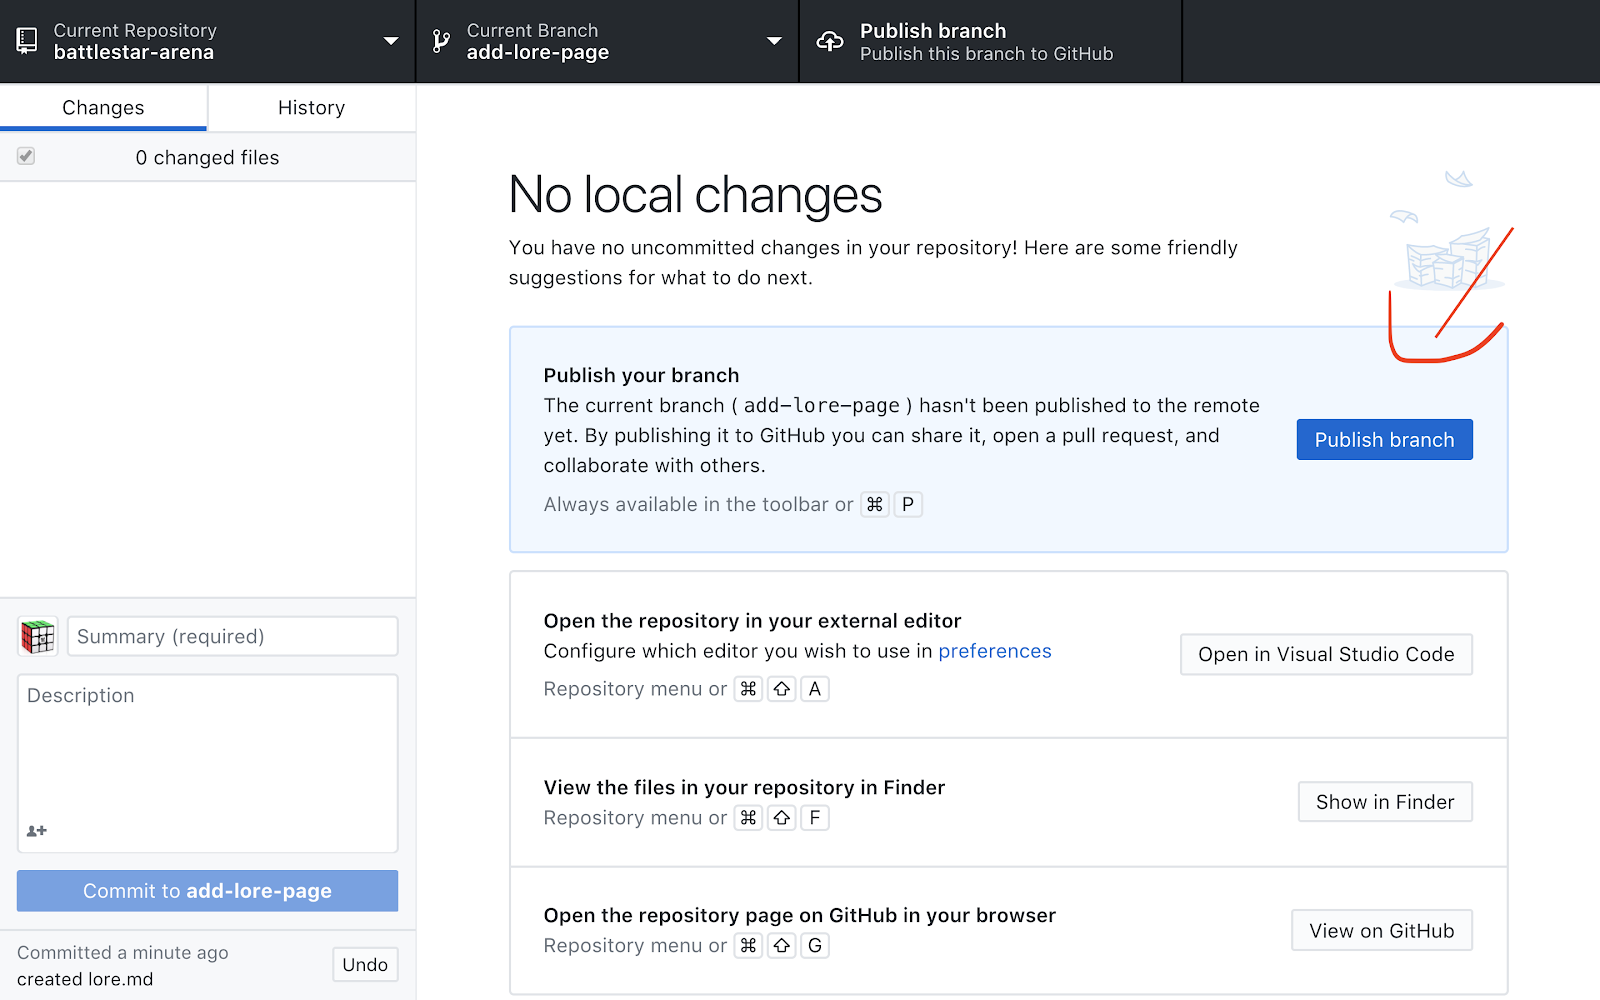 Current Repository
battlestar-arena
Current Branch
add-lore-page
Publish branch
Publish this branch to GitHub
Changes
History
0 changed files
No local changes
You have no uncommitted changes in your repository! Here are some friendly
suggestions for what to do next.
Publish your branch
The current branch ( add-lore-page ) hasn't been published to the remote
yet. By publishing it to GitHub you can share it, open a pull request, and
collaborate with others.
Always available in the toolbar or ⌘ P
Publish branch
Open the repository in your external editor
Configure which editor you wish to use in preferences
Repository menu or ⌘ ⇧ A
Open in Visual Studio Code
View the files in your repository in Finder
Repository menu or ⌘ ⇧ F
Show in Finder
Open the repository page on GitHub in your browser
Repository menu or ⌘ ⇧ G
View on GitHub
Summary (required)
Description
Commit to add-lore-page
Committed a minute ago
created lore.md
Undo